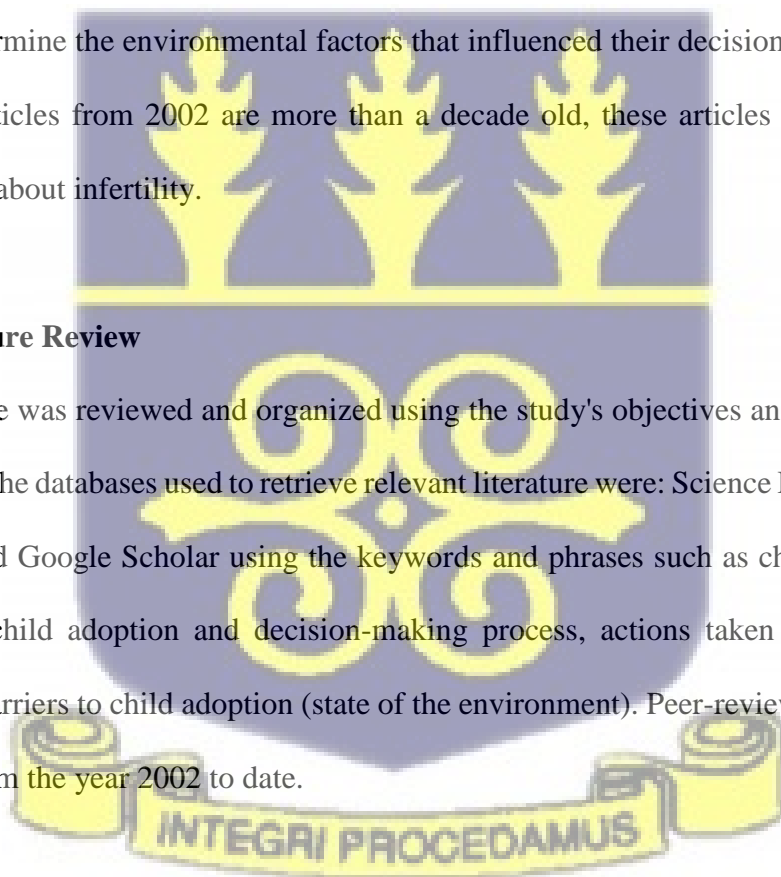 rmine the environmental factors that influenced their decision
ticles from 2002 are more than a decade old, these articles
about infertility.
ure Review
e was reviewed and organized using the study's objectives an
he databases used to retrieve relevant literature were: Science
d Google Scholar using the keywords and phrases such as ch
child adoption and decision-making process, actions taken
rriers to child adoption (state of the environment). Peer-review
m the year 2002 to date.
INTEGRI PROCEDAMUS